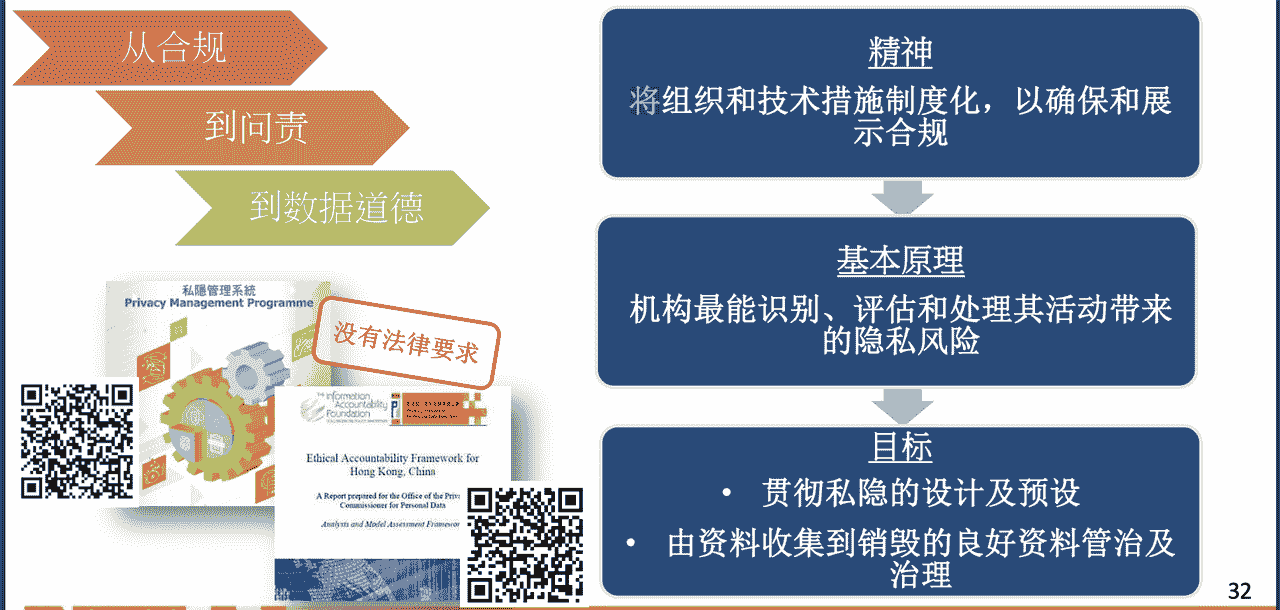 从合规
到问责
到数据道德
私隱管理系統
Privacy Management Programme
没有法律要求
The Information
Accountability
Foundation
Ethical Accountability Framework for
Hong Kong, China
A Report prepared for the Office of the Priva
Commissioner for Personal Data
Analysis and Model Assessment Framewor
精神
将组织和技术措施制度化，以确保和展
示合规
基本原理
机构最能识别、评估和处理其活动带来
的隐私风险
目标
• 贯彻私隐的设计及预设
• 由资料收集到销毁的良好资料管治及
治理
32